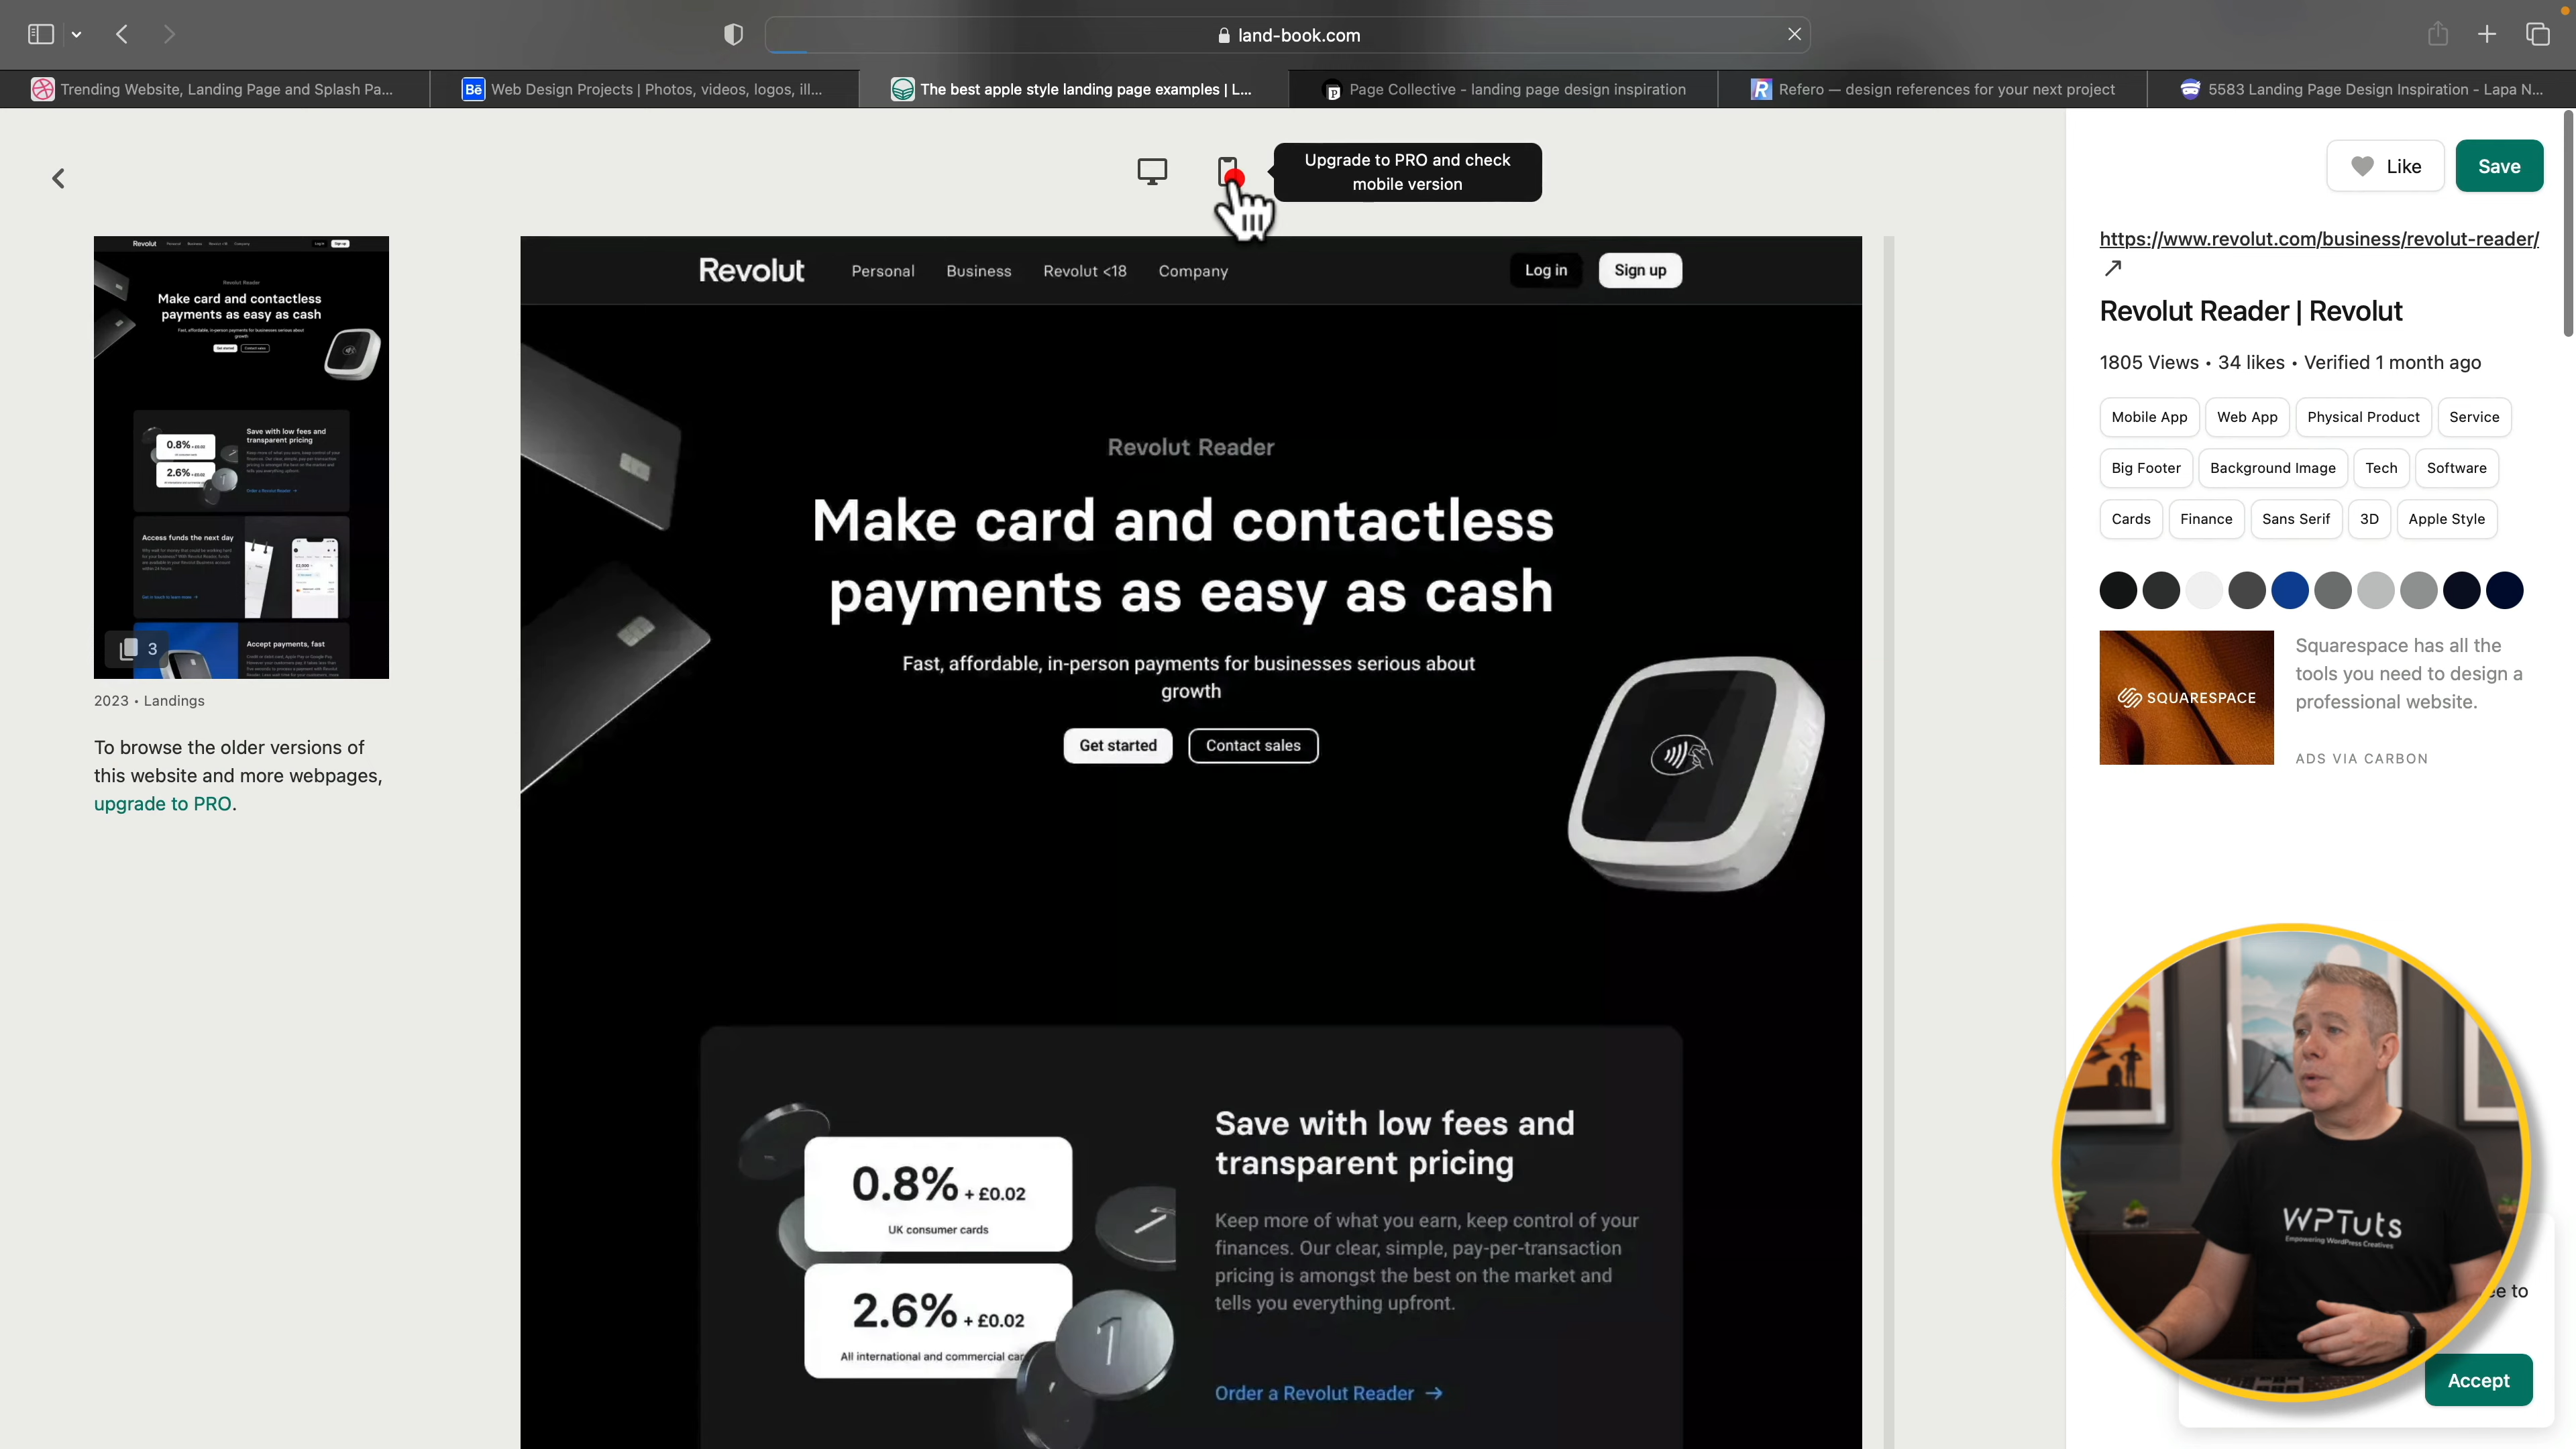 land-book.com
Trending Website, Landing Page and Splash Pa...
Bē Web Design Projects | Photos, videos, logos, ill...
The best apple style landing page examples | L...
Page Collective - landing page design inspiration
R Refero — design references for your next project
5583 Landing Page Design Inspiration - Lapa N...
Upgrade to PRO and check
mobile version
Like
Save
Revolut
Make card and contactless
payments as easy as cash
Save with low fees and
transparent pricing
0.8%
2.6%
Access funds the next day
Accept payments, fast
3
2023 • Landings
To browse the older versions of
this website and more webpages,
upgrade to PRO.
Revolut
Personal
Business
Revolut <18
Company
Log in
Sign up
Revolut Reader
Make card and contactless
payments as easy as cash
Fast, affordable, in-person payments for businesses serious about
growth
Get started
Contact sales
0.8% + £0.02
UK consumer cards
2.6% + £0.02
All international and commercial car
Save with low fees and
transparent pricing
Keep more of what you earn, keep control of your
finances. Our clear, simple, pay-per-transaction
pricing is amongst the best on the market and
tells you everything upfront.
Order a Revolut Reader →
https://www.revolut.com/business/revolut-reader/
Revolut Reader | Revolut
1805 Views • 34 likes • Verified 1 month ago
Mobile App
Web App
Physical Product
Service
Big Footer
Background Image
Tech
Software
Cards
Finance
Sans Serif
3D
Apple Style
SQUARESPACE
Squarespace has all the
tools you need to design a
professional website.
ADS VIA CARBON
WPTuts
Empowering WordPress Creatives
to
Accept